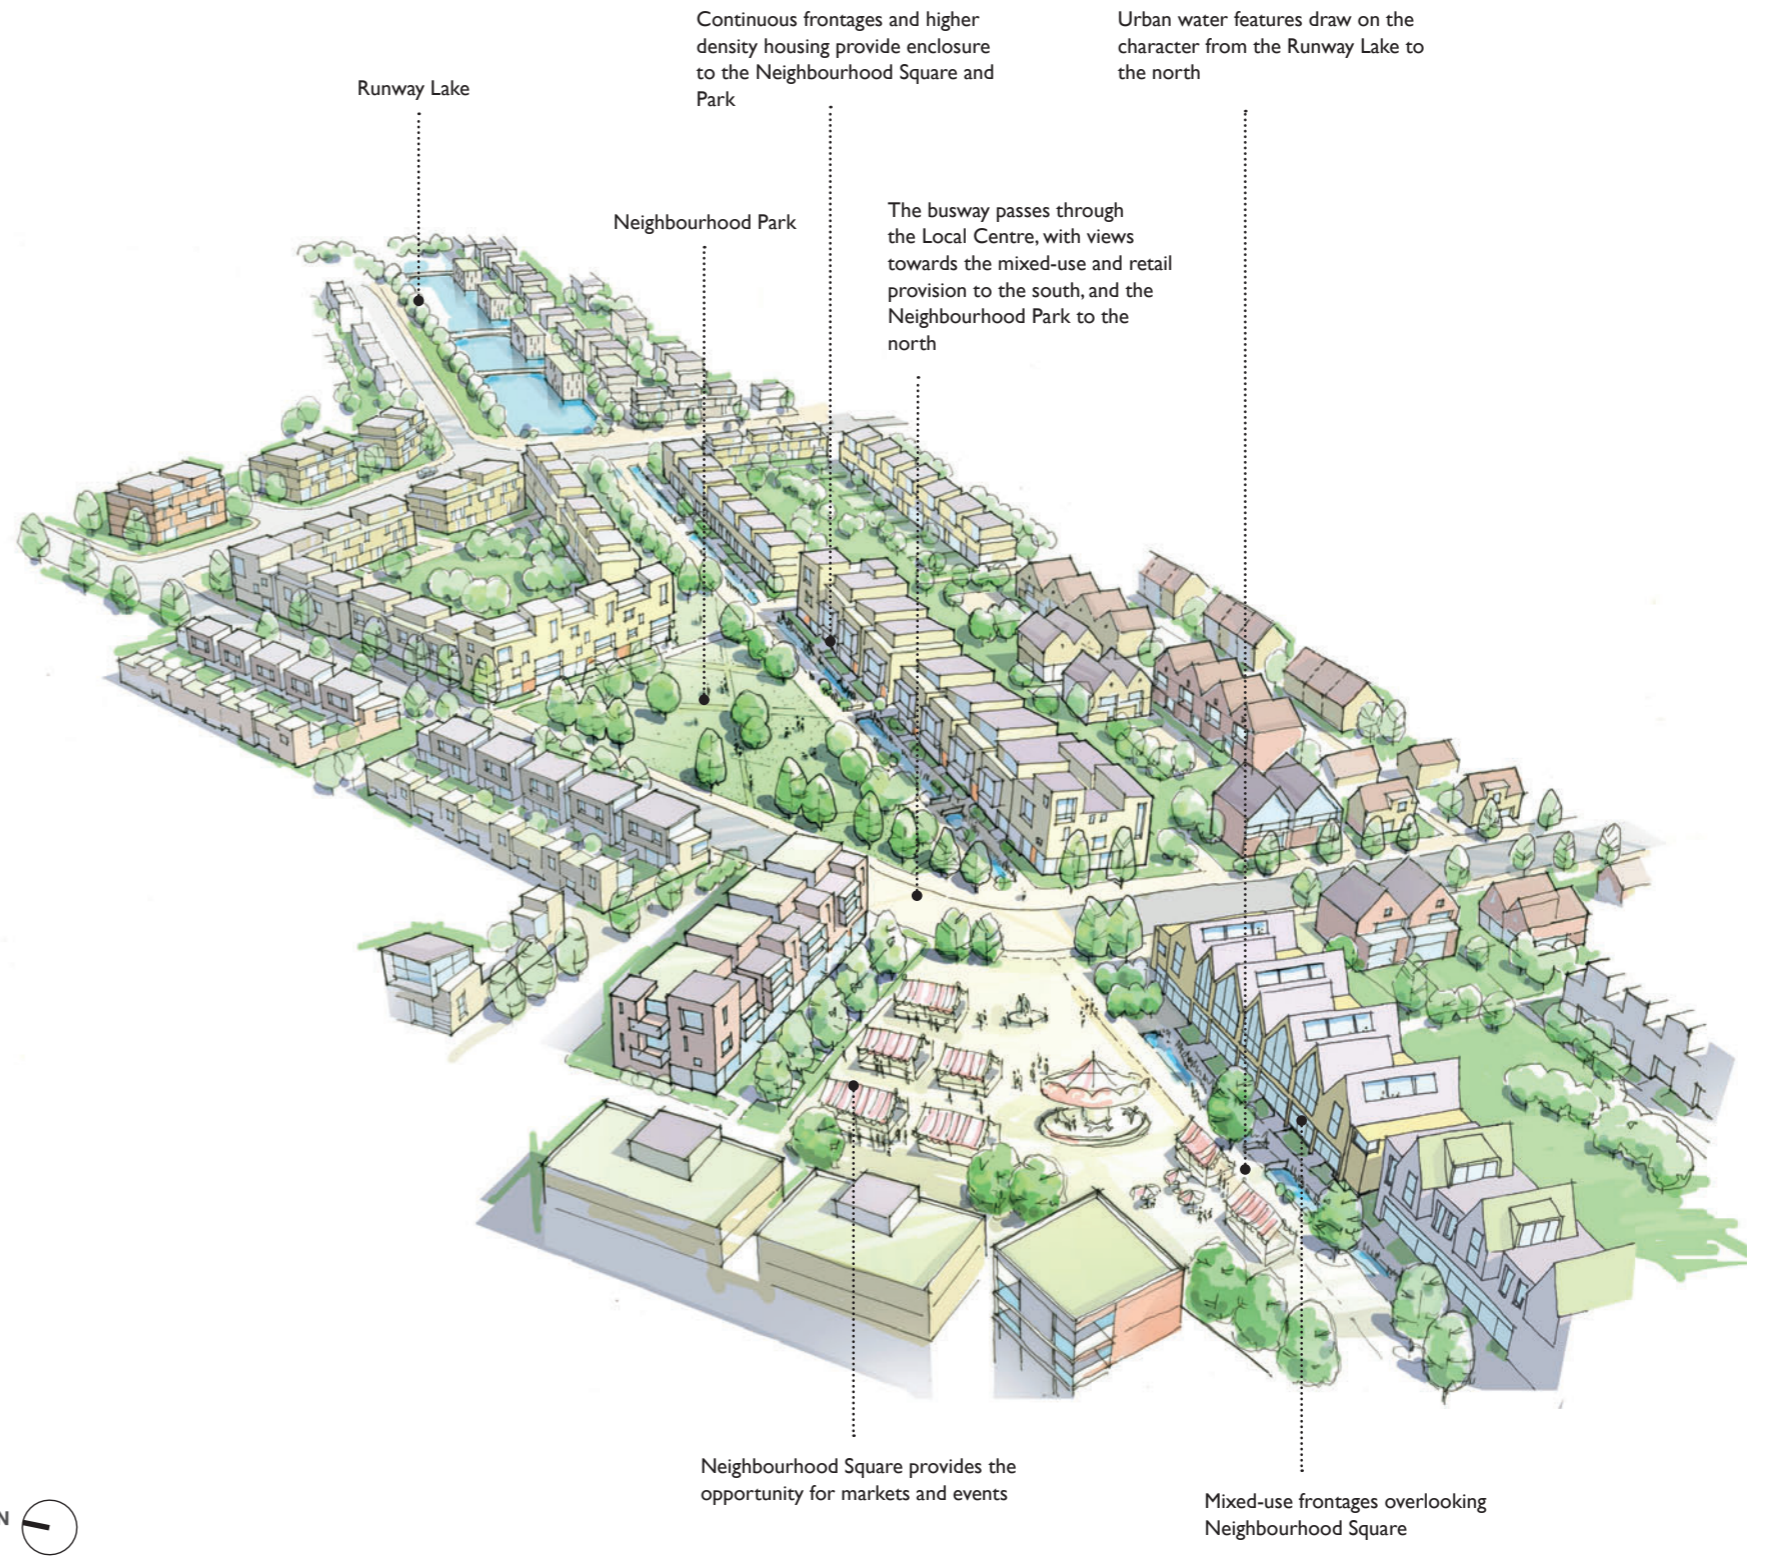 Continuous frontages and higher
density housing provide enclosure
to the Neighbourhood Square and
Park
Urban water features draw on the
character from the Runway Lake to
the north
Runway Lake
Neighbourhood Park
The busway passes through
the Local Centre, with views
towards the mixed-use and retail
provision to the south, and the
Neighbourhood Park to the
north
Neighbourhood Square provides the
opportunity for markets and events
Mixed-use frontages overlooking
Neighbourhood Square
N